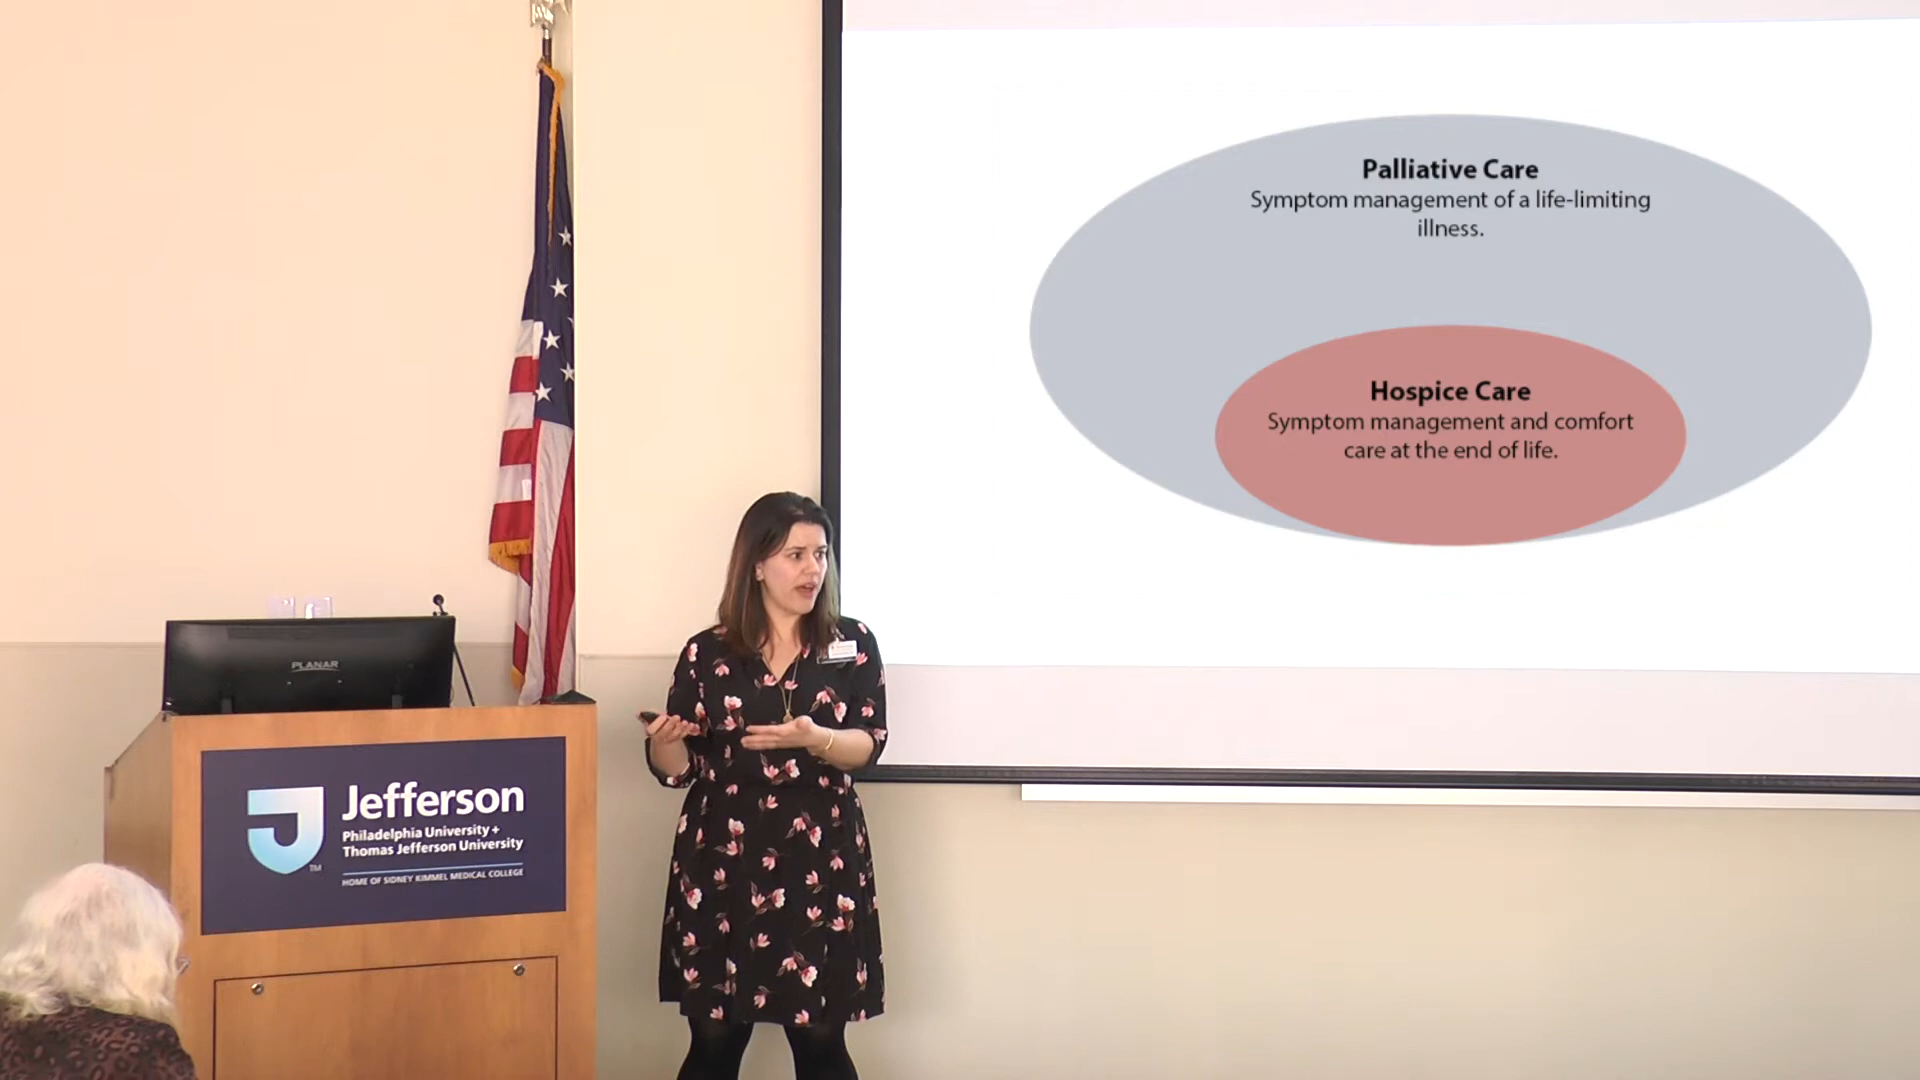 Palliative Care
Symptom management of a life-limiting
illness.
Hospice Care
Symptom management and comfort
care at the end of life.
PLANAR
Jefferson
Philadelphia University +
Thomas Jefferson University
HOME OF SIDNEY KIMMEL MEDICAL COLLEGE
TM